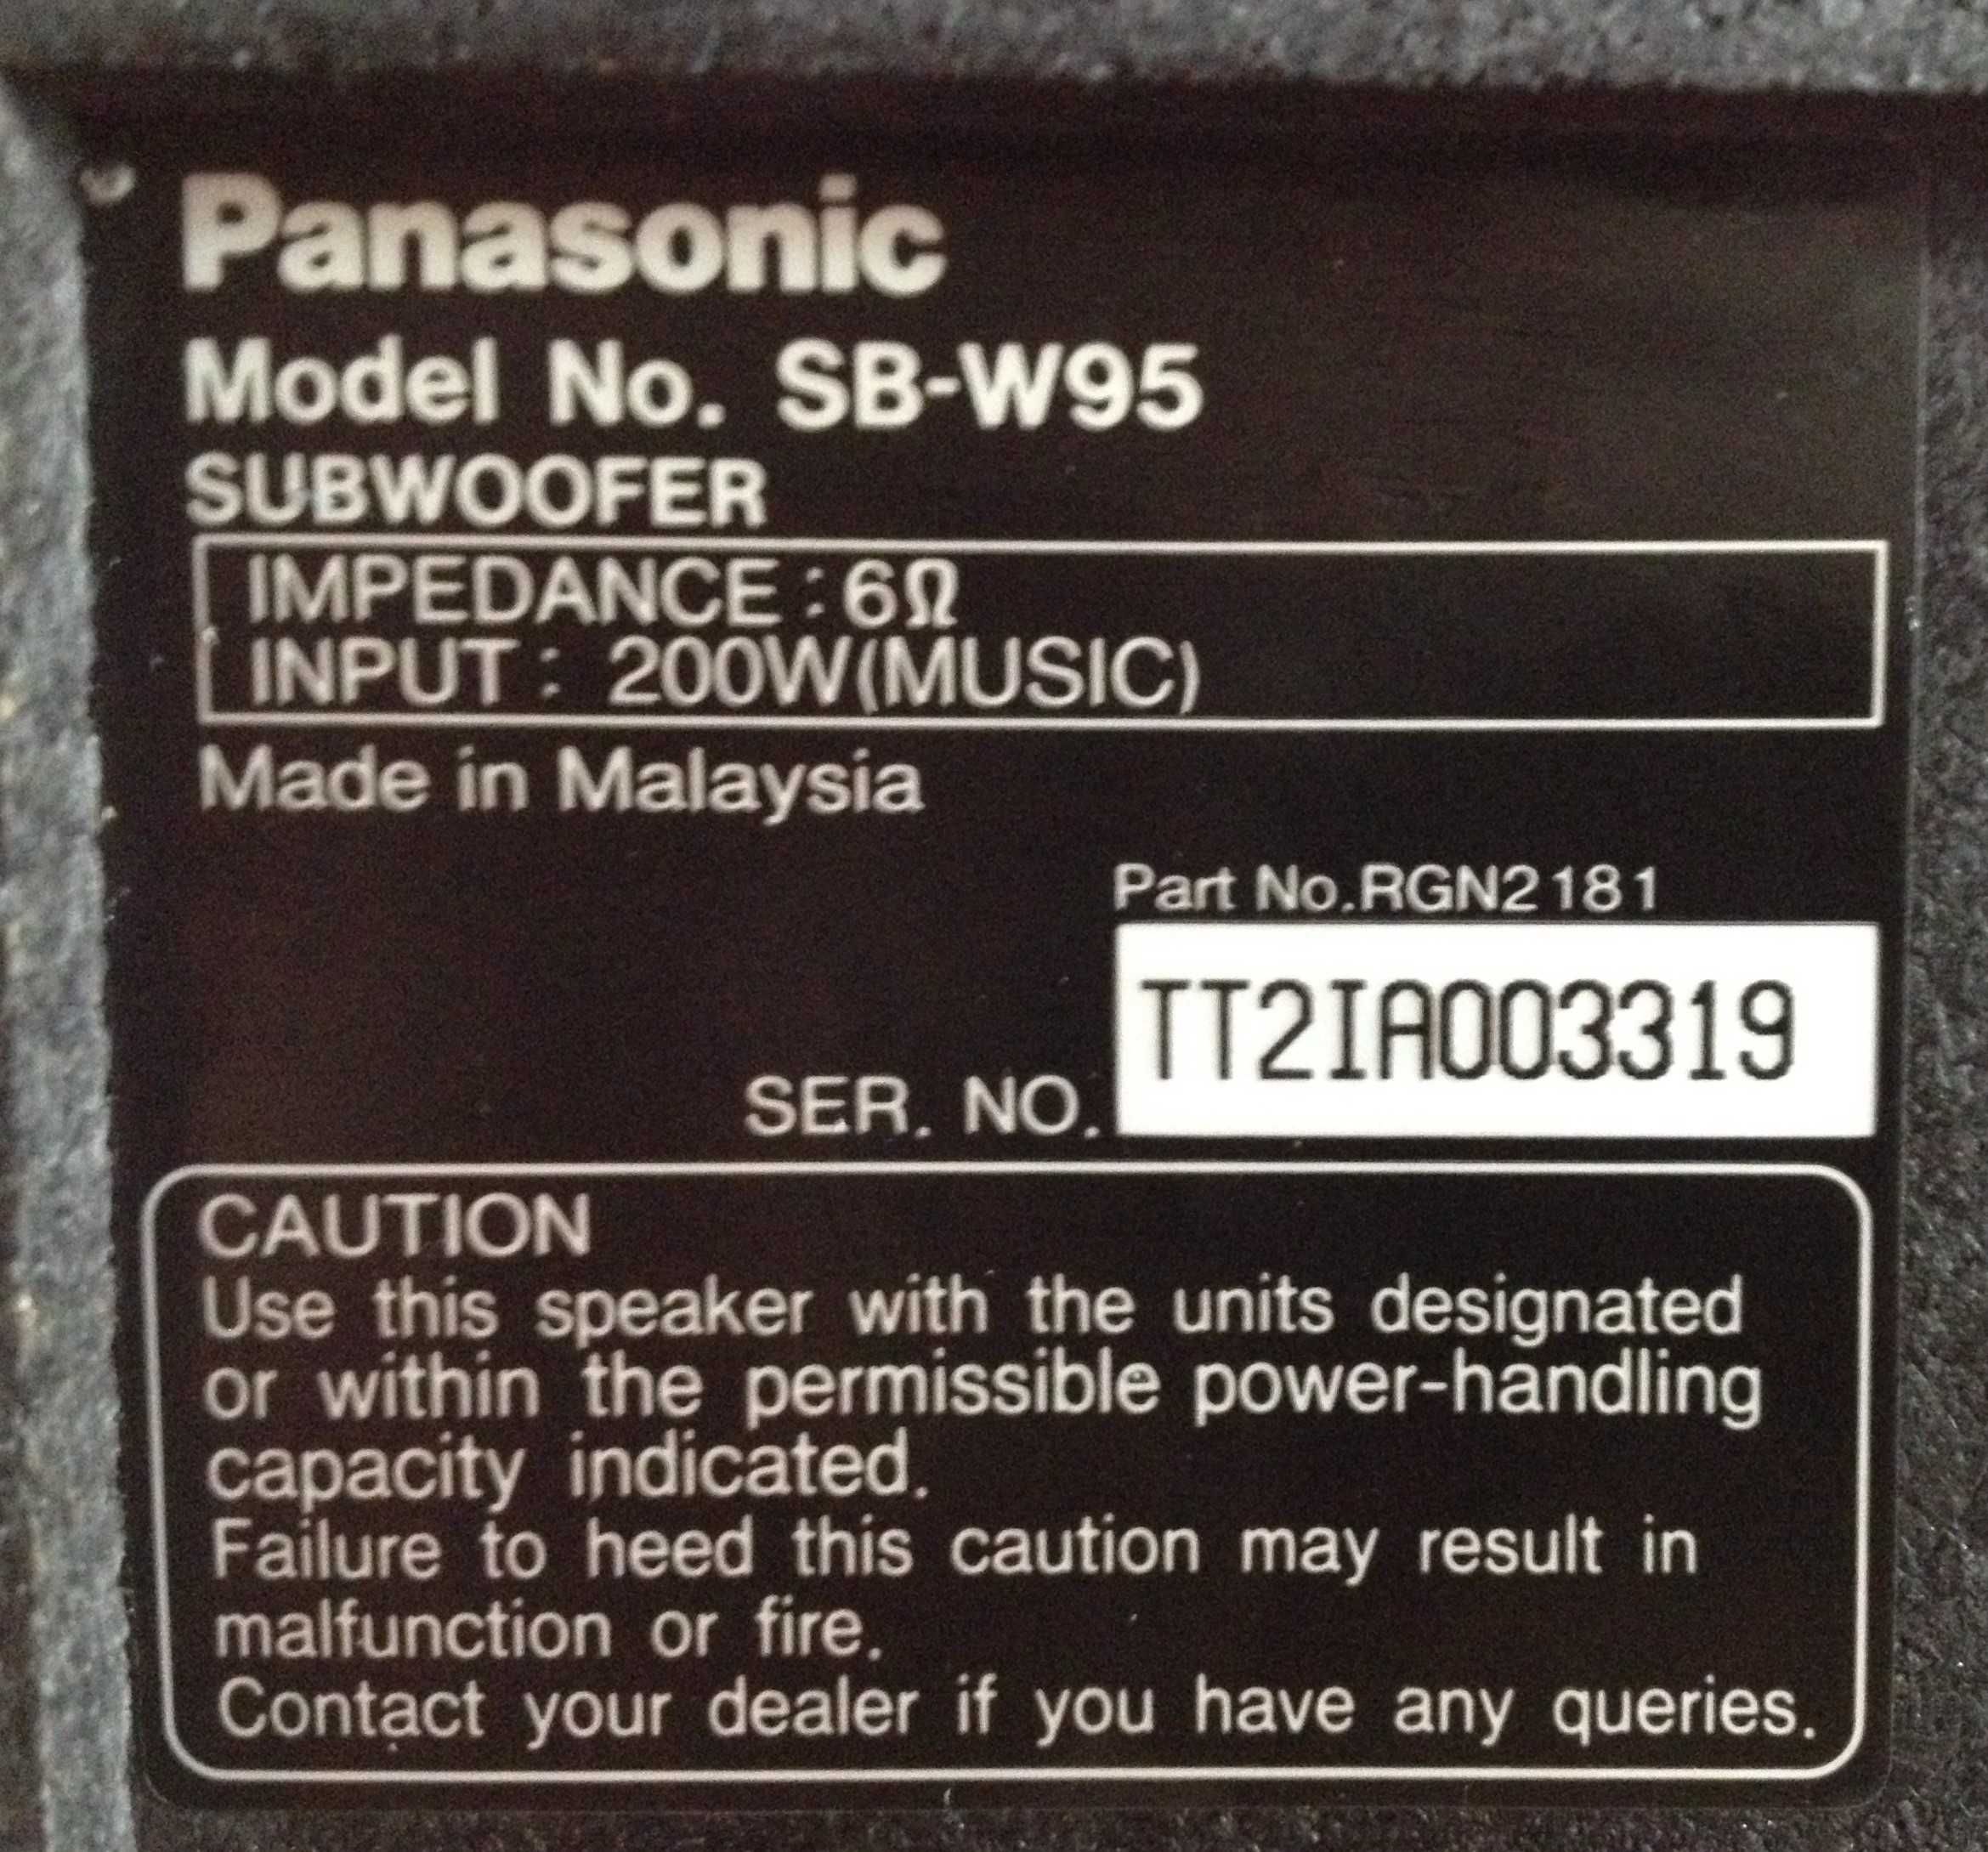 Panasonic
Model No. SB-W95
SUBWOOFER
IMPEDANCE : 6Ω
INPUT : 200W(MUSIC)
Made in Malaysia
Part No.RGN2181
SER. NO. TT2IA003319
CAUTION
Use this speaker with the units designated
or within the permissible power-handling
capacity indicated.
Failure to heed this caution may result in
malfunction or fire.
Contact your dealer if you have any queries.